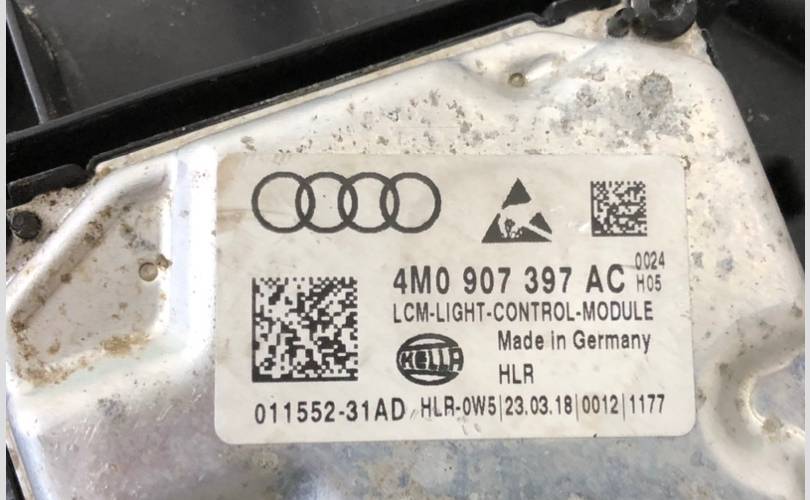 4M0 907 397 AC 0024 H05
LCM-LIGHT-CONTROL-MODULE
Made in Germany
HELLA
HLR
011552-31AD HLR-0W5|23.03.18|0012|1177